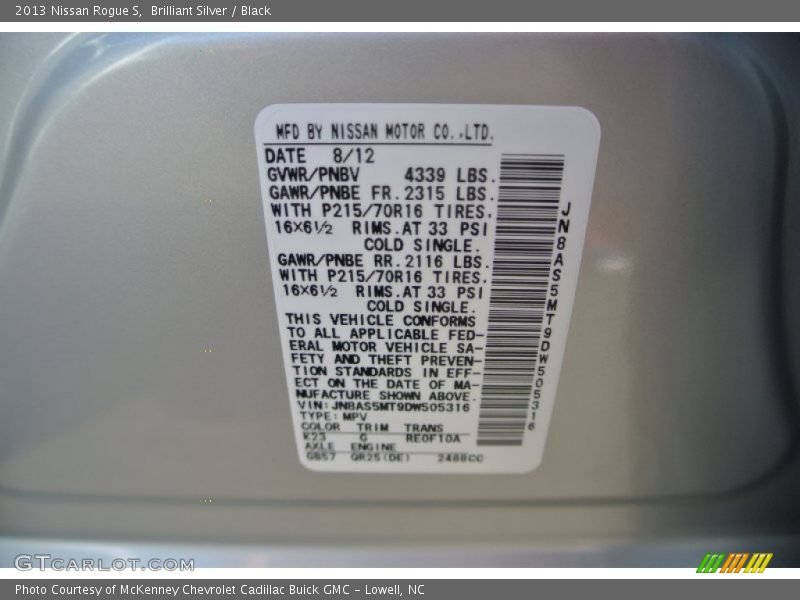 2013 Nissan Rogue S,  Brilliant Silver / Black
MFD BY NISSAN MOTOR CO.,LTD.
DATE 8/12
GVWR/PNBV 4339 LBS.
GAWR/PNBE FR. 2315 LBS.
WITH P215/70R16 TIRES.
16×6½ RIMS.AT 33 PSI
COLD SINGLE.
GAWR/PNBE RR. 2116 LBS.
WITH P215/70R16 TIRES.
16×6½ RIMS.AT 33 PSI
COLD SINGLE.
THIS VEHICLE CONFORMS
TO ALL APPLICABLE FED-
ERAL MOTOR VEHICLE SA-
FETY AND THEFT PREVEN-
TION STANDARDS IN EFF-
ECT ON THE DATE OF MA-
NUFACTURE SHOWN ABOVE.
VIN:JN8AS5MT9DW505316
TYPE: MPV
COLOR TRIM TRANS
K23 G RE0F10A
AXLE ENGINE
GB57 QR25(DE) 2488CC
JN8AS5MT9DW505316
GTCARLOT.COM
Photo Courtesy of McKenney Chevrolet Cadillac Buick GMC - Lowell, NC